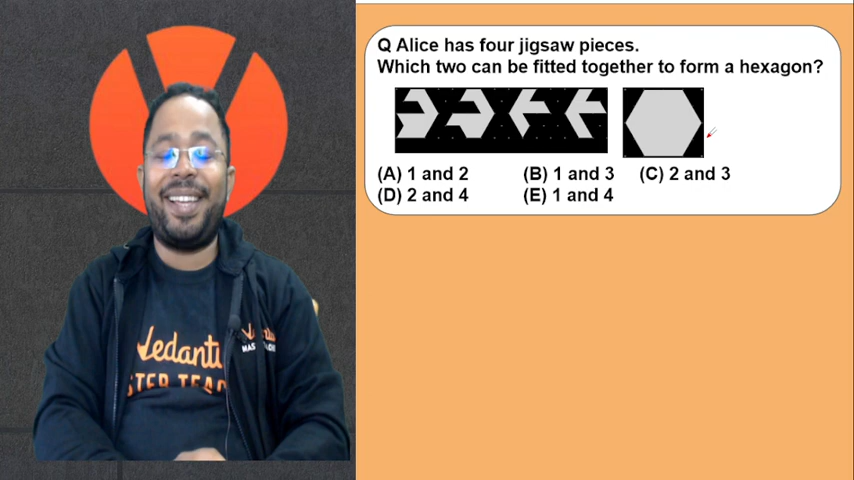 Q Alice has four jigsaw pieces.
Which two can be fitted together to form a hexagon?
(A) 1 and 2 (B) 1 and 3 (C) 2 and 3
(D) 2 and 4 (E) 1 and 4
Vedantu